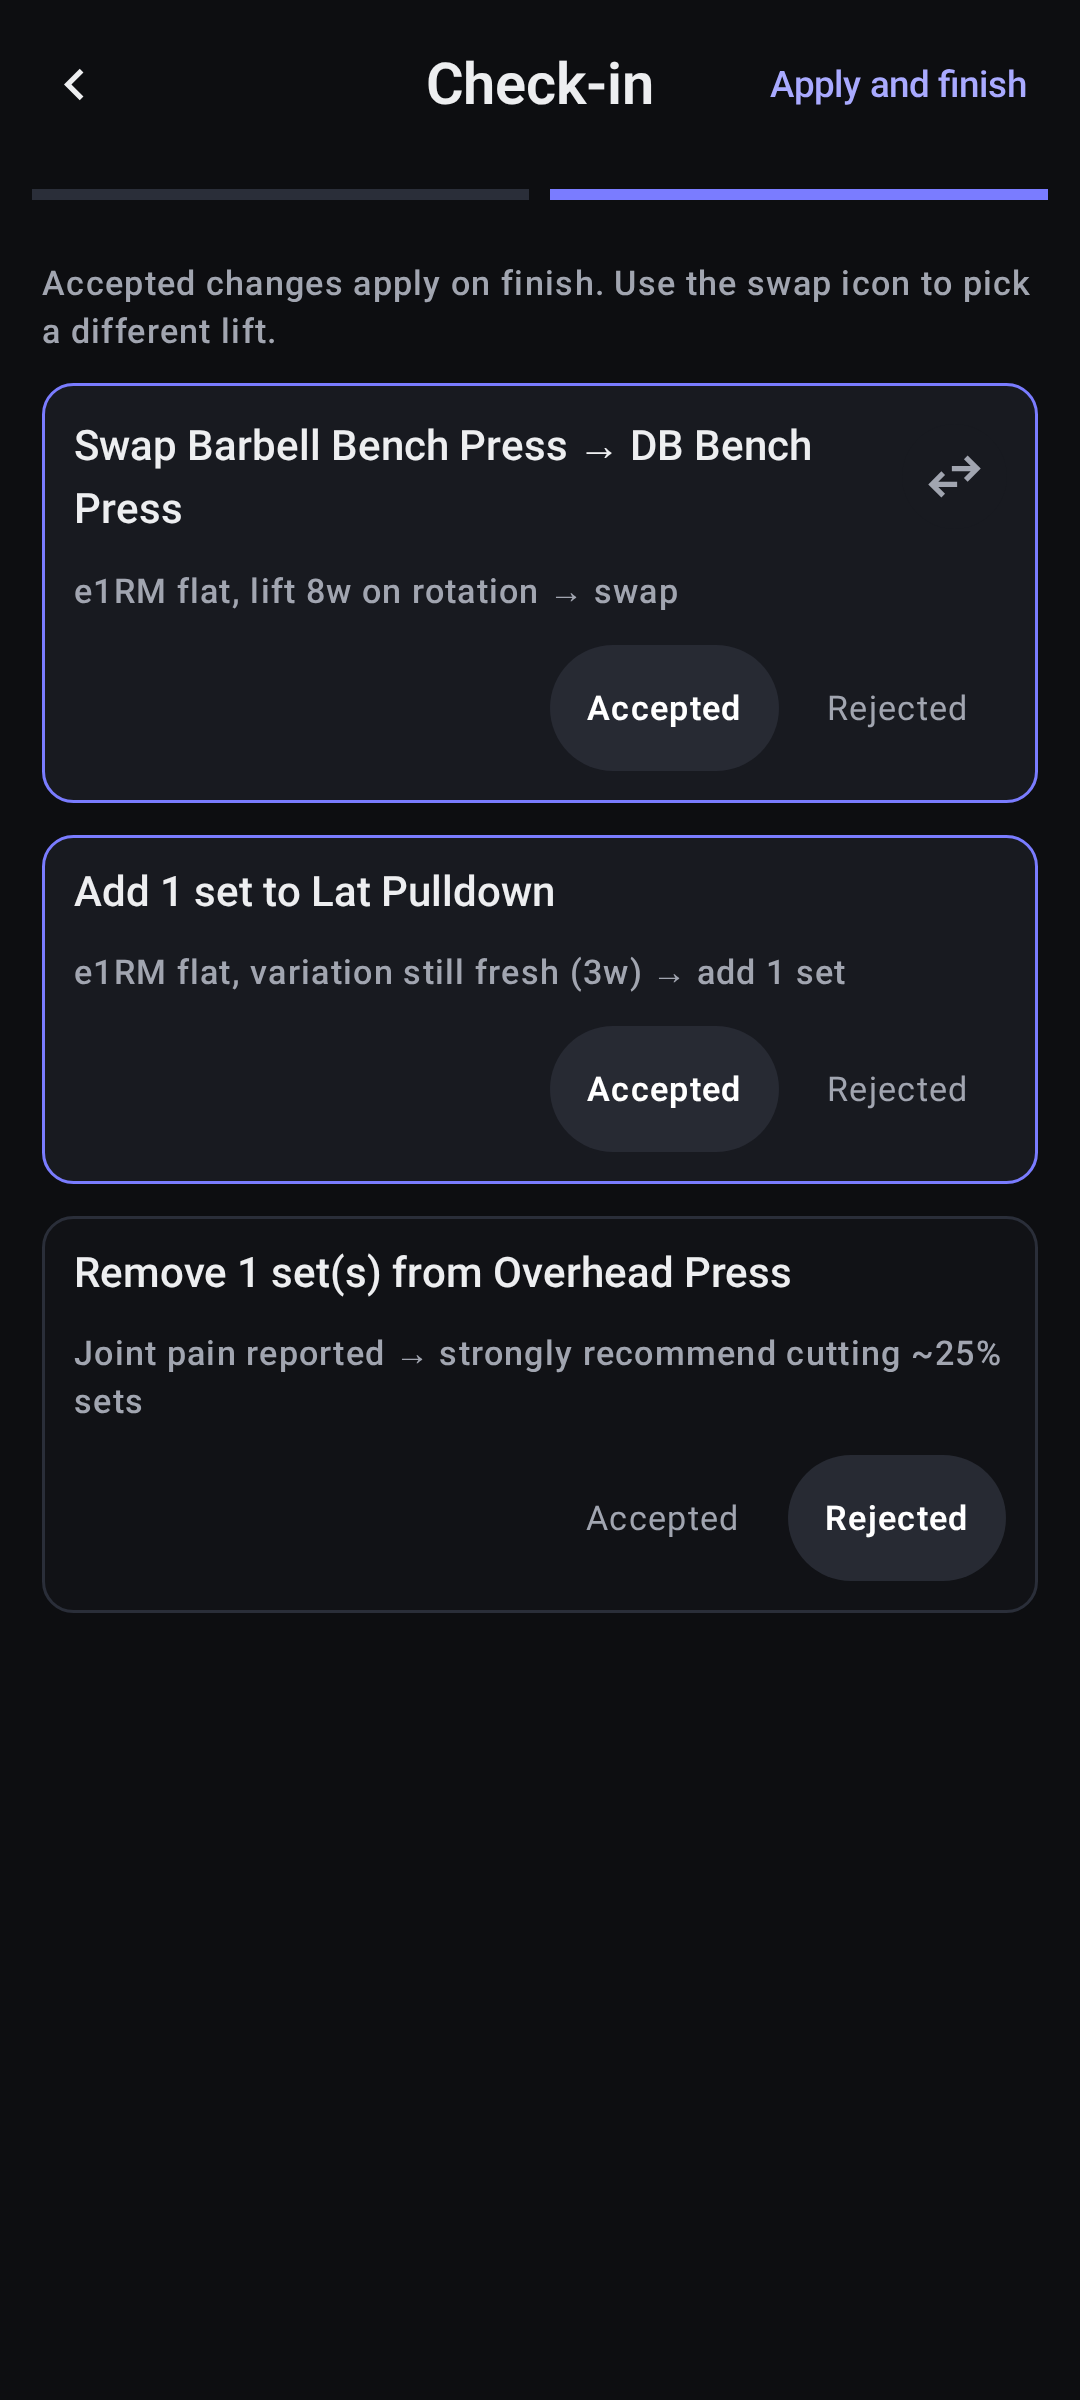 Check-in
Apply and finish
Accepted changes apply on finish. Use the swap icon to pick
a different lift.
Swap Barbell Bench Press → DB Bench
Press
e1RM flat, lift 8w on rotation → swap
Accepted
Rejected
Add 1 set to Lat Pulldown
e1RM flat, variation still fresh (3w) → add 1 set
Accepted
Rejected
Remove 1 set(s) from Overhead Press
Joint pain reported → strongly recommend cutting ~25%
sets
Accepted
Rejected